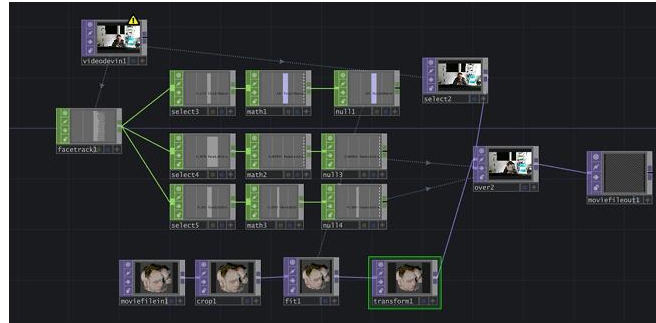 videodevin1
select2
select3
math1
null1
facetrack1
select4
math2
null3
over2
moviefileout1
select5
math3
null4
moviefilein1
crop1
fit1
transform1